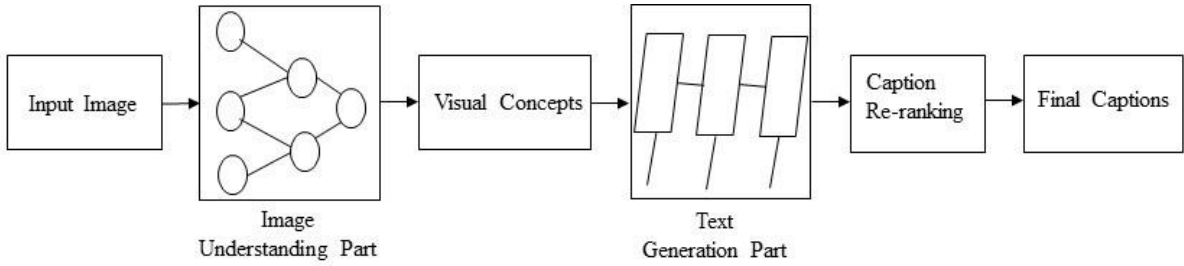 Input Image
Image
Understanding Part
Visual Concepts
Text
Generation Part
Caption
Re-ranking
Final Captions